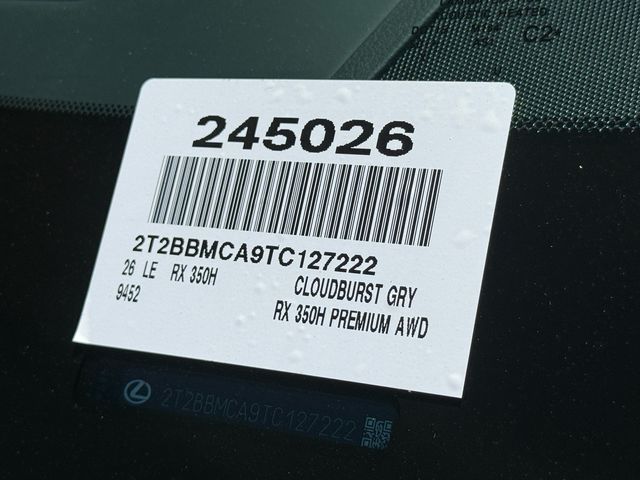 245026
2T2BBMCA9TC127222
26 LE RX 350H
CLOUDBURST GRY
9452
RX 350H PREMIUM AWD
2T2BBMCA9TC127222